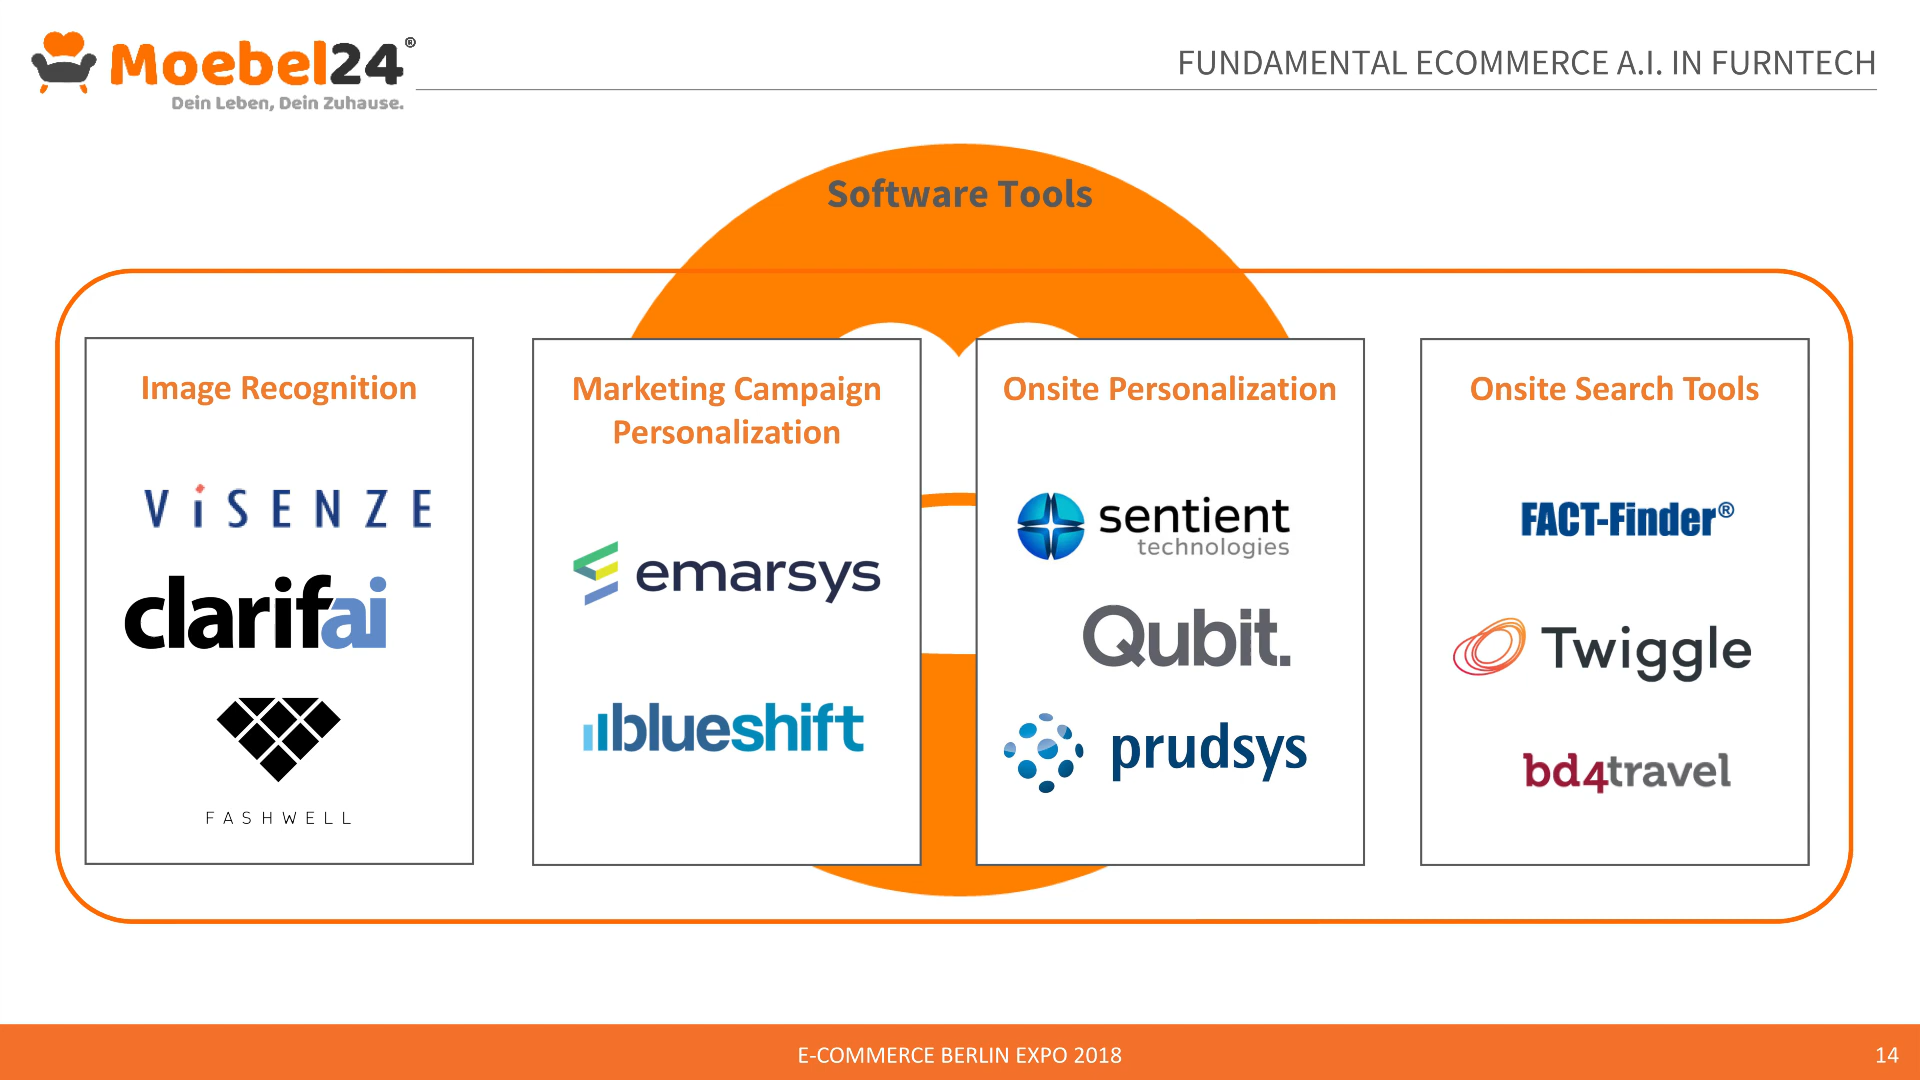 Moebel24®
Dein Leben, Dein Zuhause.
FUNDAMENTAL ECOMMERCE A.I. IN FURNTECH
Software Tools
Image Recognition
ViSENZE
clarifai
FASHWELL
Marketing Campaign
Personalization
emarsys
blueshift
Onsite Personalization
sentient
technologies
Qubit.
prudsys
Onsite Search Tools
FACT-Finder®
Twiggle
bd4travel
E-COMMERCE BERLIN EXPO 2018
14